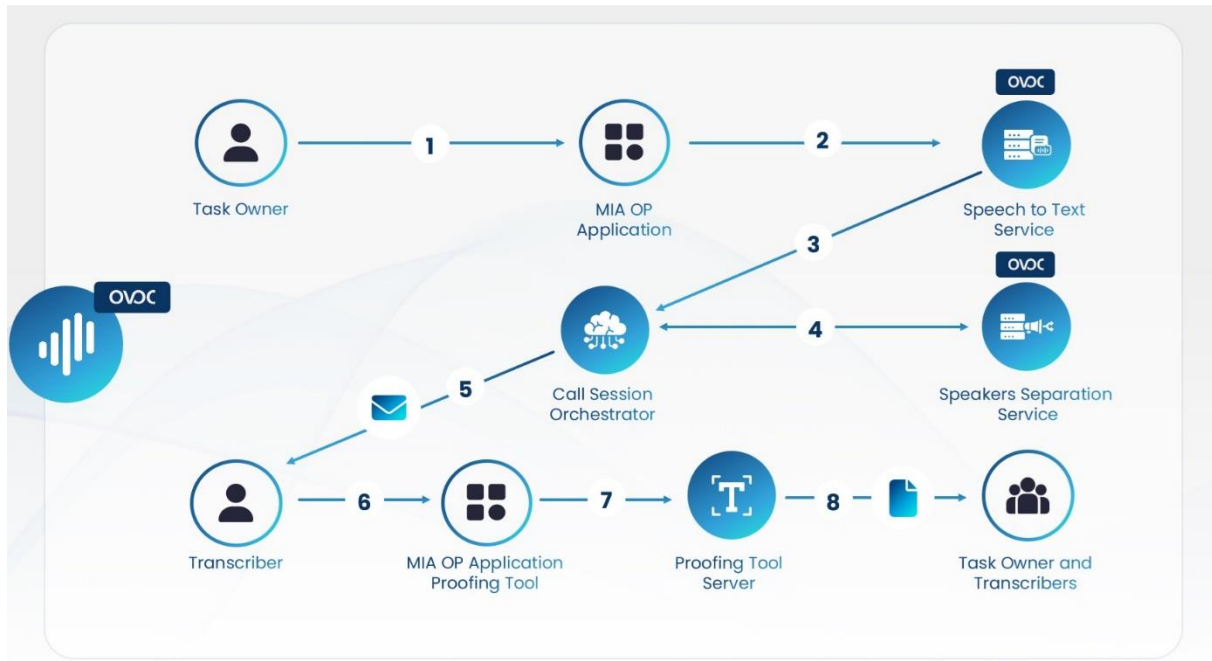 OVOC
1
2
Task Owner
MIA OP
Application
Speech to Text
Service
3
OVOC
OVOC
4
Call Session
Orchestrator
Speakers Separation
Service
5
6
7
8
Transcriber
MIA OP Application
Proofing Tool
Proofing Tool
Server
Task Owner and
Transcribers